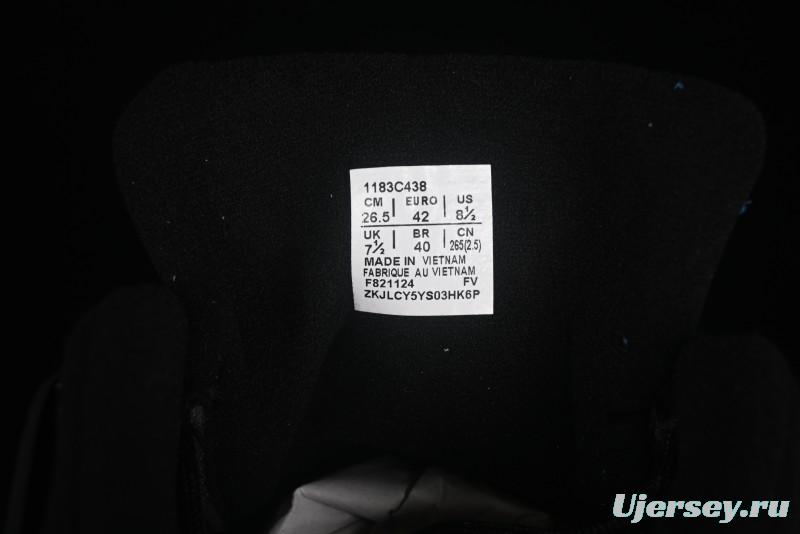 1183C438
CM | EURO | US
26.5 | 42 | 8½
UK | BR | CN
7½ | 40 | 265(2.5)
MADE IN VIETNAM
FABRIQUE AU VIETNAM
F821124 FV
ZKJLCY5YS03HK6P
Ujersey.ru